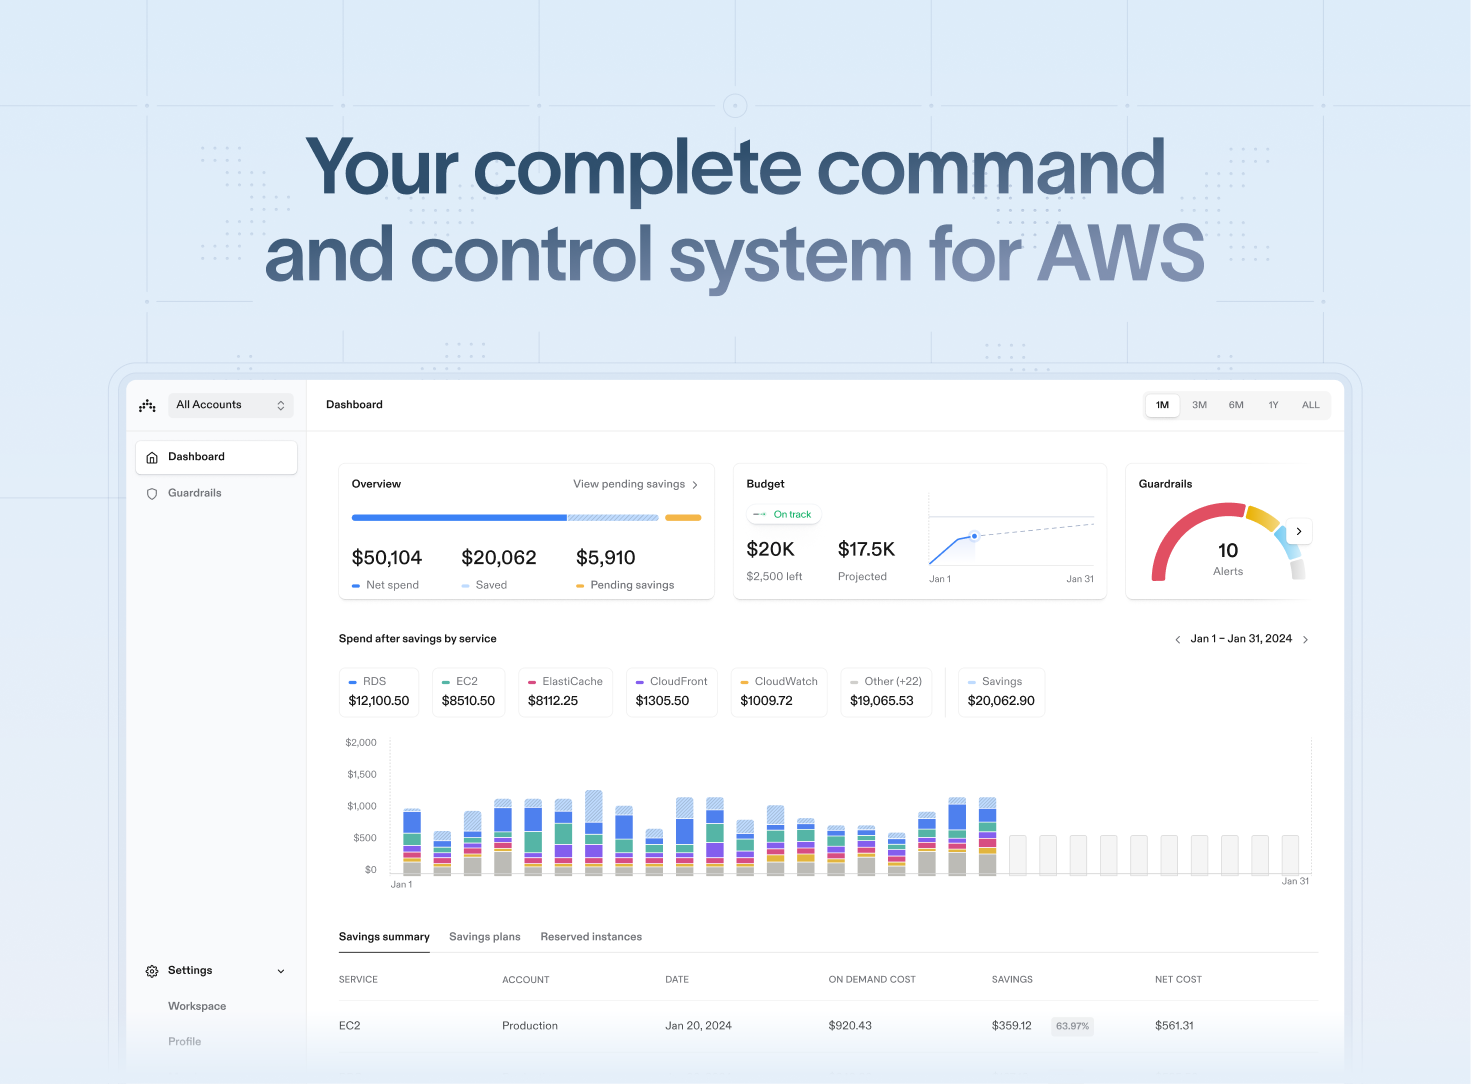 Your complete command
and control system for AWS
All Accounts
Dashboard
1M 3M 6M 1Y ALL
Dashboard
Guardrails
Overview
View pending savings
$50,104 $20,062 $5,910
Net spend Saved Pending savings
Budget
On track
$20K $17.5K
$2,500 left Projected
Jan 1 Jan 31
Guardrails
10
Alerts
Spend after savings by service
Jan 1 – Jan 31, 2024
RDS EC2 ElastiCache CloudFront CloudWatch Other (+22) Savings
$12,100.50 $8510.50 $8112.25 $1305.50 $1009.72 $19,065.53 $20,062.90
$2,000
$1,500
$1,000
$500
$0
Jan 1 Jan 31
Savings summary Savings plans Reserved instances
SERVICE ACCOUNT DATE ON DEMAND COST SAVINGS NET COST
EC2 Production Jan 20, 2024 $920.43 $359.12 63.97% $561.31
Settings
Workspace
Profile